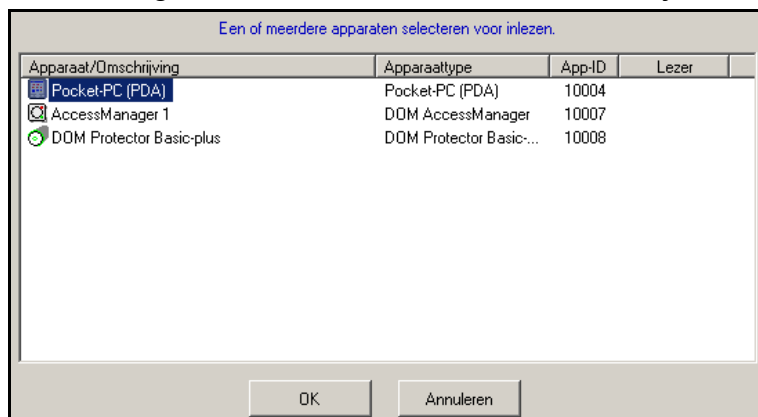 Een of meerdere apparaten selecteren voor inlezen.
Apparaat/Omschrijving Apparaattype App-ID Lezer
Pocket-PC (PDA) Pocket-PC (PDA) 10004
AccessManager 1 DOM AccessManager 10007
DOM Protector Basic-plus DOM Protector Basic-... 10008
OK Annuleren